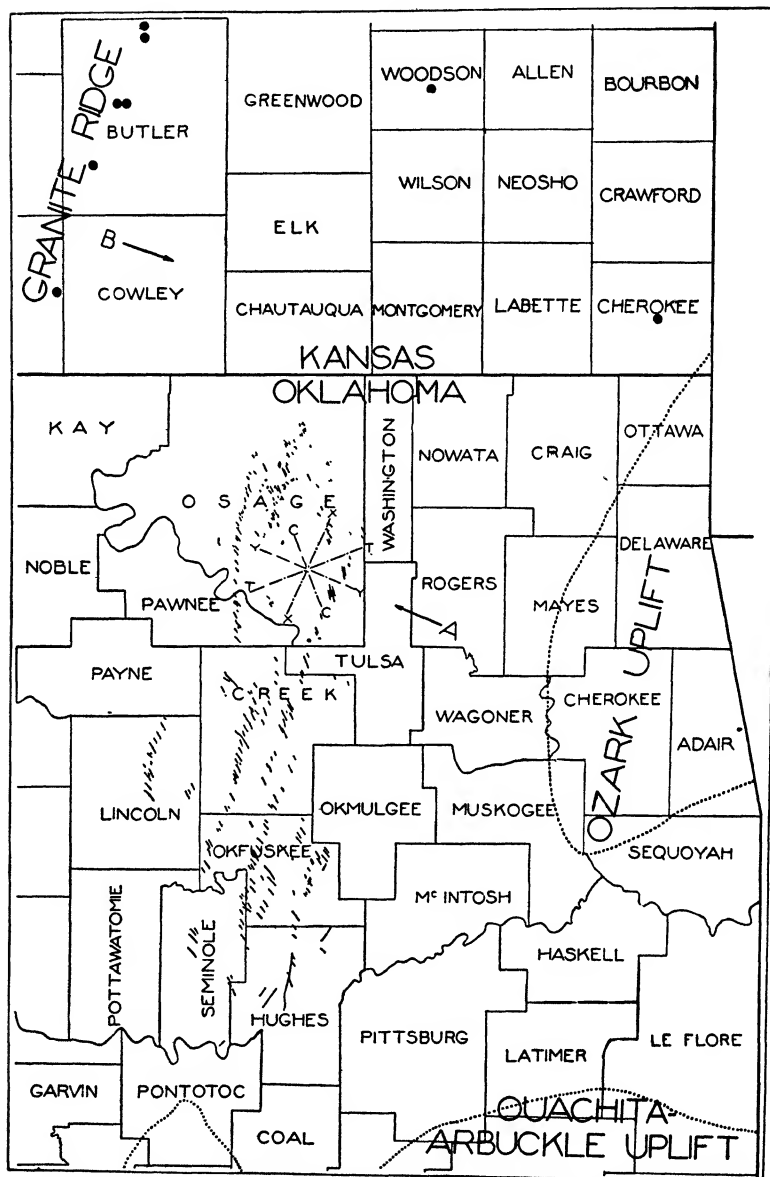 GRANITE RIDGE
BUTLER
GREENWOOD
WOODSON
ALLEN
BOURBON
WILSON
NEOSHO
CRAWFORD
ELK
B
COWLEY
CHAUTAUQUA
MONTGOMERY
LABETTE
CHEROKEE
KANSAS
OKLAHOMA
KAY
OSAGE
WASHINGTON
NOWATA
CRAIG
OTTAWA
X
C
Y
T
NOBLE
PAWNEE
T
X
C
Y
A
ROGERS
MAYES
DELAWARE
OZARK UPLIFT
PAYNE
CREEK
TULSA
WAGONER
CHEROKEE
ADAIR
LINCOLN
OKMULGEE
MUSKOGEE
OKFUSKEE
SEQUOYAH
Mc INTOSH
POTTAWATOMIE
SEMINOLE
HASKELL
HUGHES
PITTSBURG
LATIMER
LE FLORE
GARVIN
PONTOTOC
COAL
OUACHITA-
ARBUCKLE UPLIFT